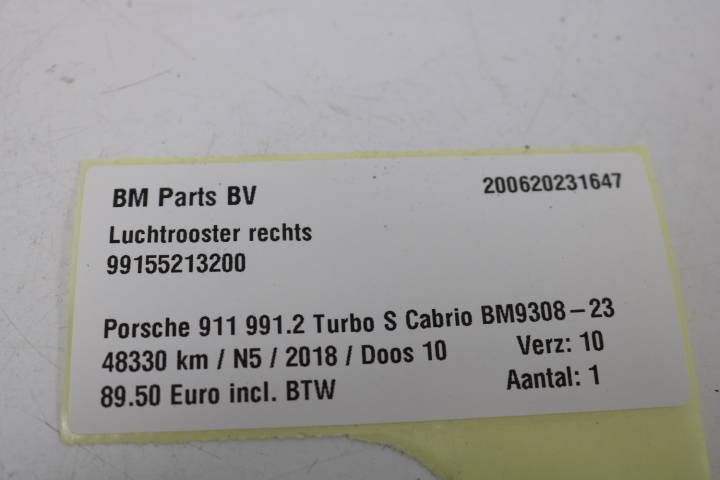 BM Parts BV 200620231647
Luchtrooster rechts
99155213200
Porsche 911 991.2 Turbo S Cabrio BM9308-23
48330 km / N5 / 2018 / Doos 10 Verz: 10
89.50 Euro incl. BTW Aantal: 1